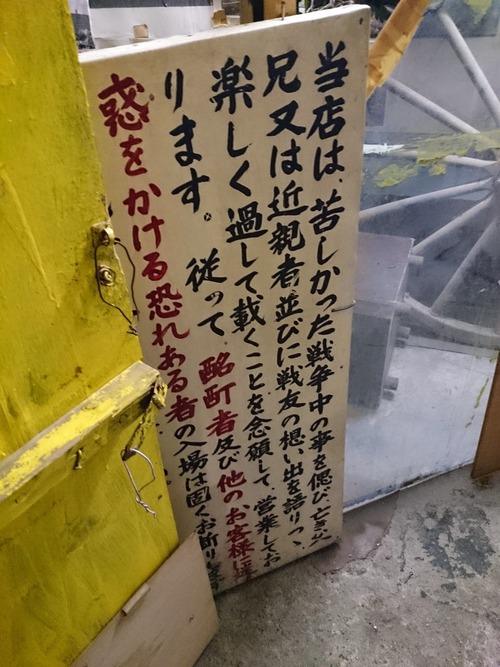 当店は、苦しかった戦争中の事を偲び、亡き父
兄又は近親者、並びに戦友の想い出を語りつ、
楽しく過して載くことを念願して、営業してお
ります。従って、酩酊者及び他のお客様に迷
惑をかける恐れある者の入場は固くお断り